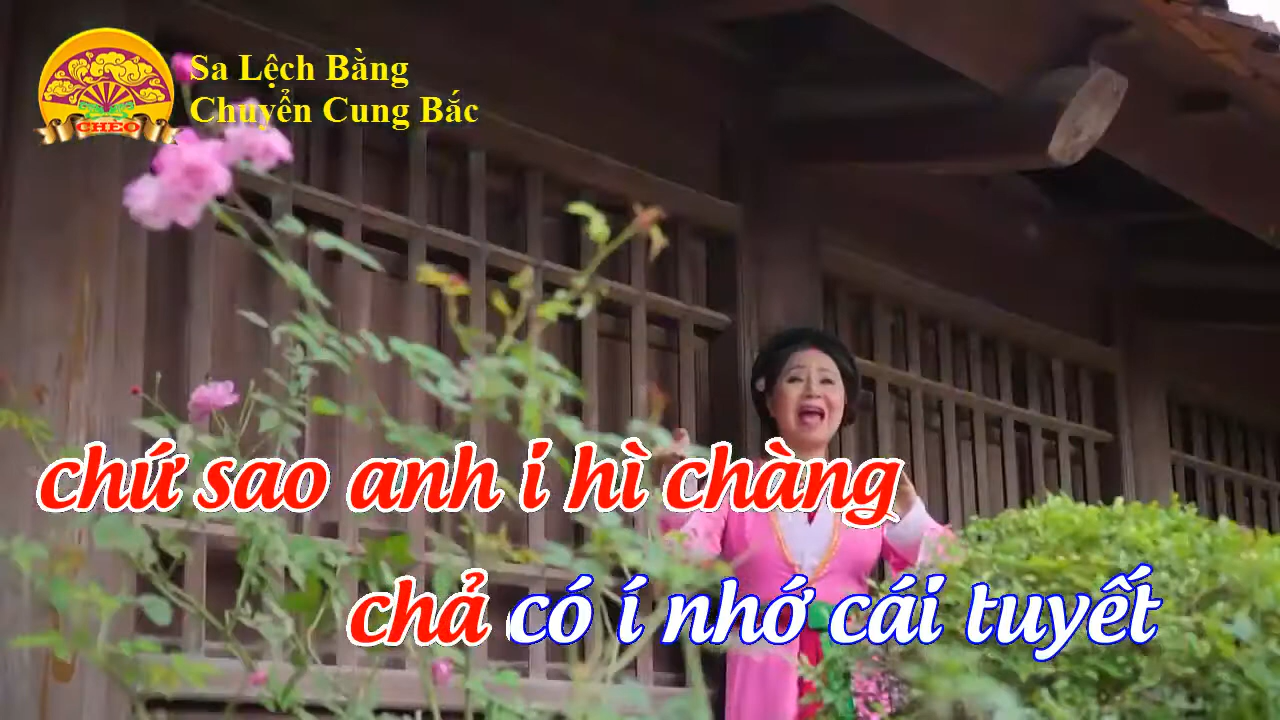 Sa Lệch Bằng
Chuyển Cung Bắc
CHÈO
chứ sao anh i hì chàng
chả có í nhớ cái tuyết